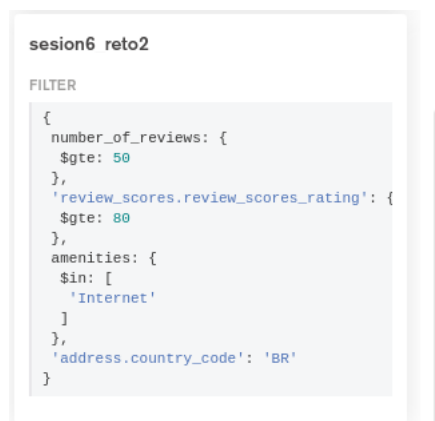 sesion6 reto2
FILTER
{
 number_of_reviews: {
  $gte: 50
 },
 'review_scores.review_scores_rating': {
  $gte: 80
 },
 amenities: {
  $in: [
   'Internet'
  ]
 },
 'address.country_code': 'BR'
}